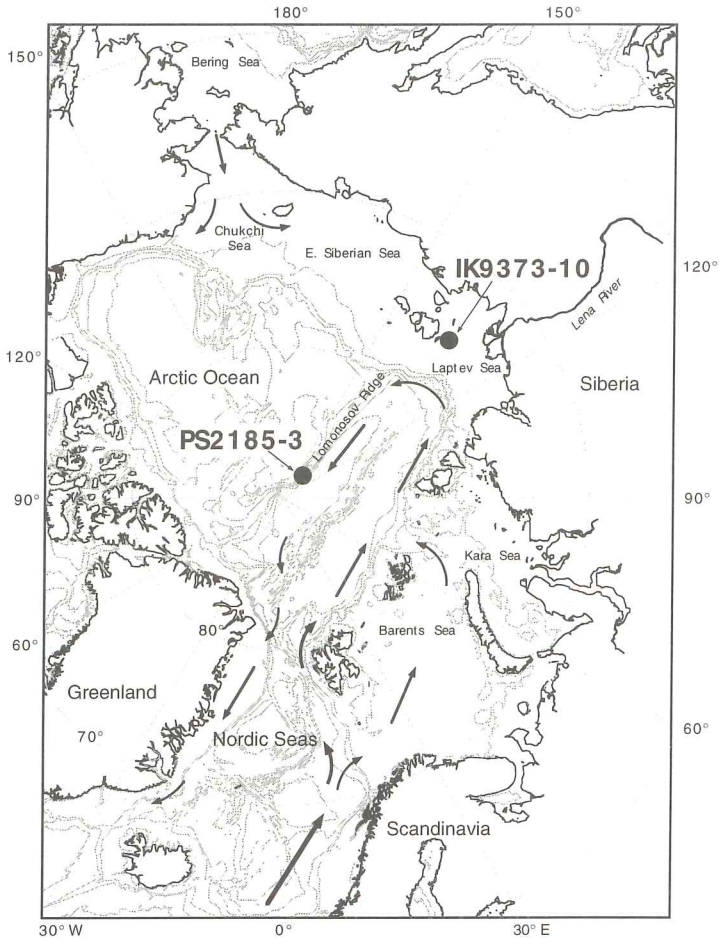 180°
150°
150°
Bering Sea
Chukchi
Sea
E. Siberian Sea
IK9373-10
120°
Lena River
120°
Laptev Sea
Arctic Ocean
Siberia
Lomonosov Ridge
PS2185-3
90°
90°
Kara Sea
80°
Barents Sea
60°
Greenland
60°
70°
Nordic Seas
Scandinavia
30° W
0°
30° E